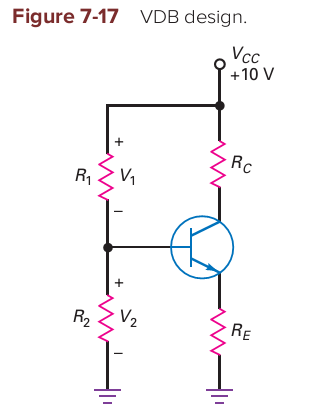 Figure 7-17 VDB design.
VCC
+10 V
+
R1 V1
–
RC
+
R2 V2
–
RE